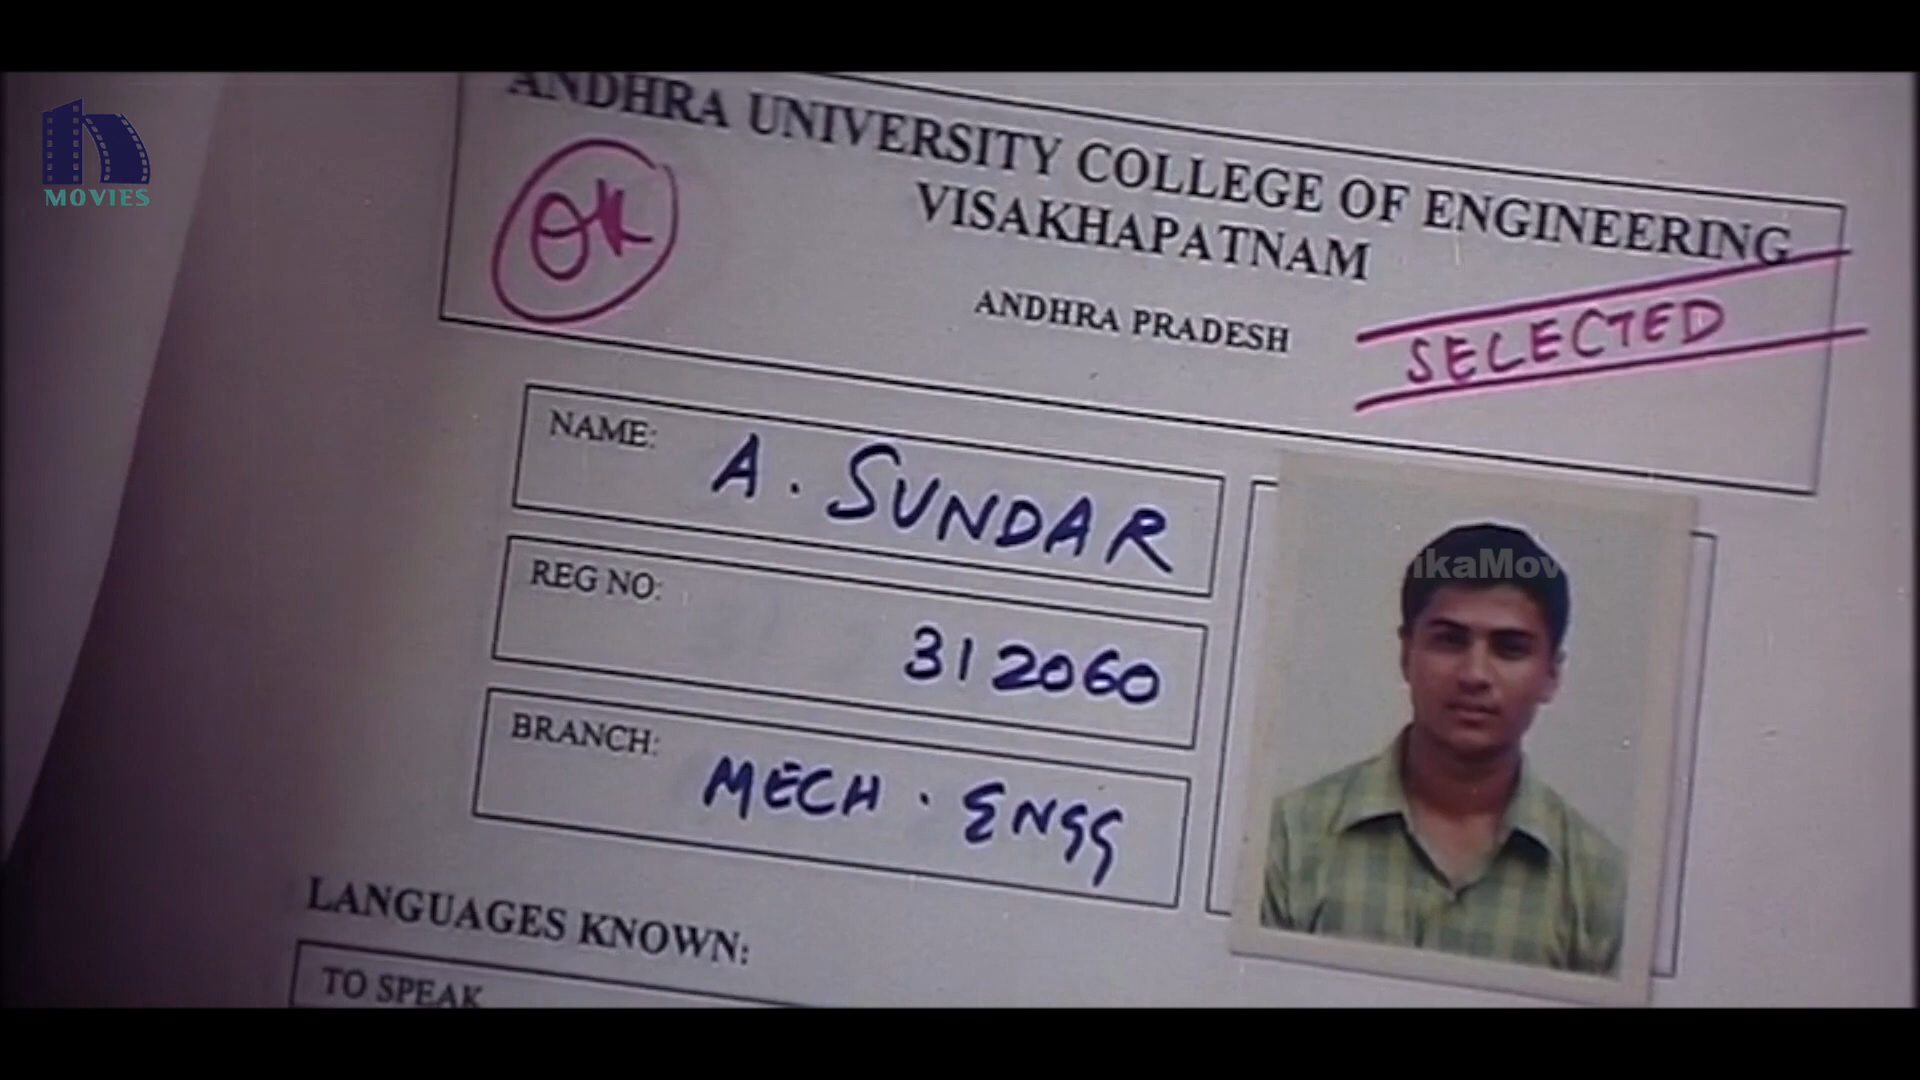 MOVIES
ANDHRA UNIVERSITY COLLEGE OF ENGINEERING
VISAKHAPATNAM
ANDHRA PRADESH
OK
SELECTED
NAME: A. SUNDAR
REG NO: 312060
BRANCH: MECH. ENGG
ikaMov
LANGUAGES KNOWN:
TO SPEAK